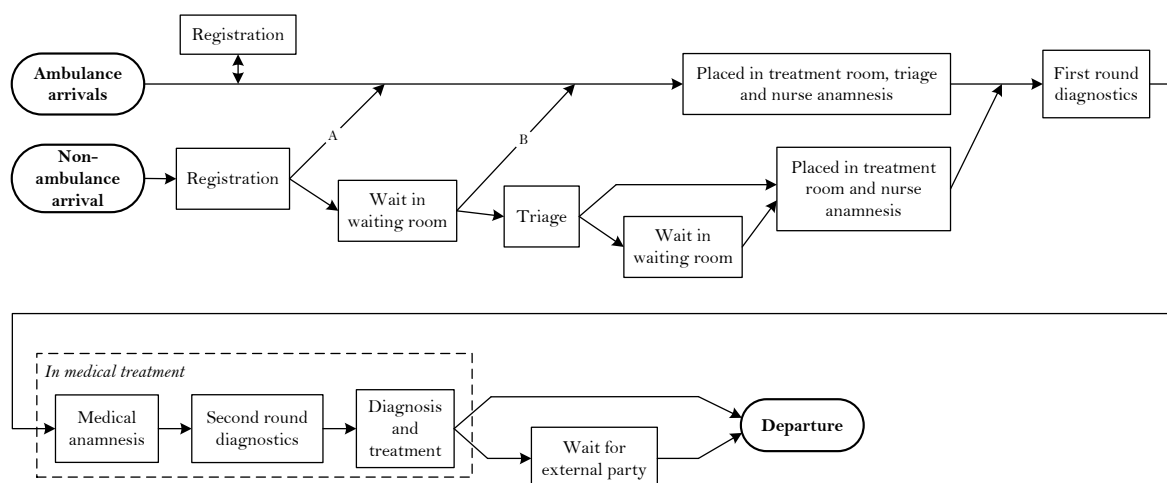 Registration
Ambulance
arrivals
Placed in treatment room, triage
and nurse anamnesis
First round
diagnostics
A
B
Non-
ambulance
arrival
Registration
Wait in
waiting room
Triage
Placed in treatment
room and nurse
anamnesis
Wait in
waiting room
In medical treatment
Medical
anamnesis
Second round
diagnostics
Diagnosis
and
treatment
Wait for
external party
Departure